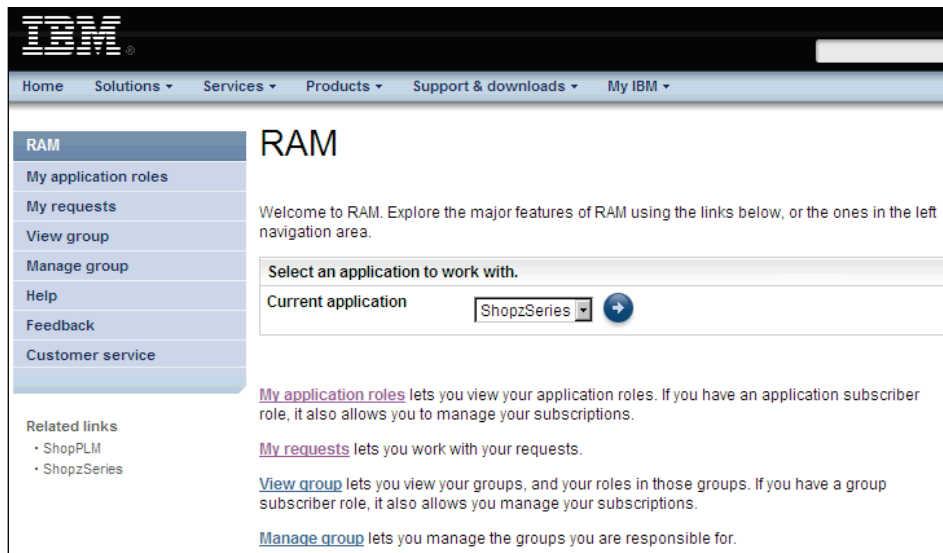 IBM®
Home Solutions Services Products Support & downloads My IBM
RAM
My application roles
My requests
View group
Manage group
Help
Feedback
Customer service
Related links
· ShopPLM
· ShopzSeries
RAM
Welcome to RAM. Explore the major features of RAM using the links below, or the ones in the left
navigation area.
Select an application to work with.
Current application ShopzSeries
My application roles lets you view your application roles. If you have an application subscriber
role, it also allows you to manage your subscriptions.
My requests lets you work with your requests.
View group lets you view your groups, and your roles in those groups. If you have a group
subscriber role, it also allows you manage your subscriptions.
Manage group lets you manage the groups you are responsible for.